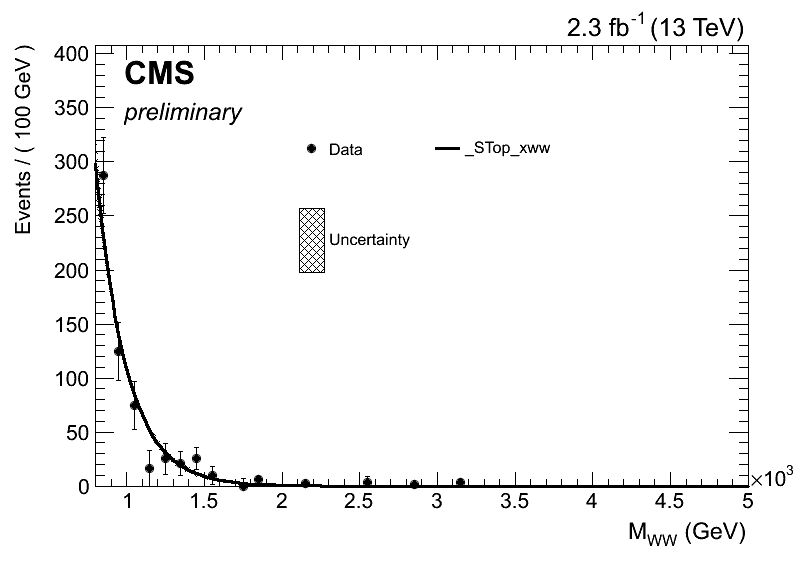 2.3 fb-1 (13 TeV)
CMS
preliminary
Data
_STop_xww
Uncertainty
Events / ( 100 GeV )
400
350
300
250
200
150
100
50
0
1 1.5 2 2.5 3 3.5 4 4.5 5
×10³
MWW (GeV)